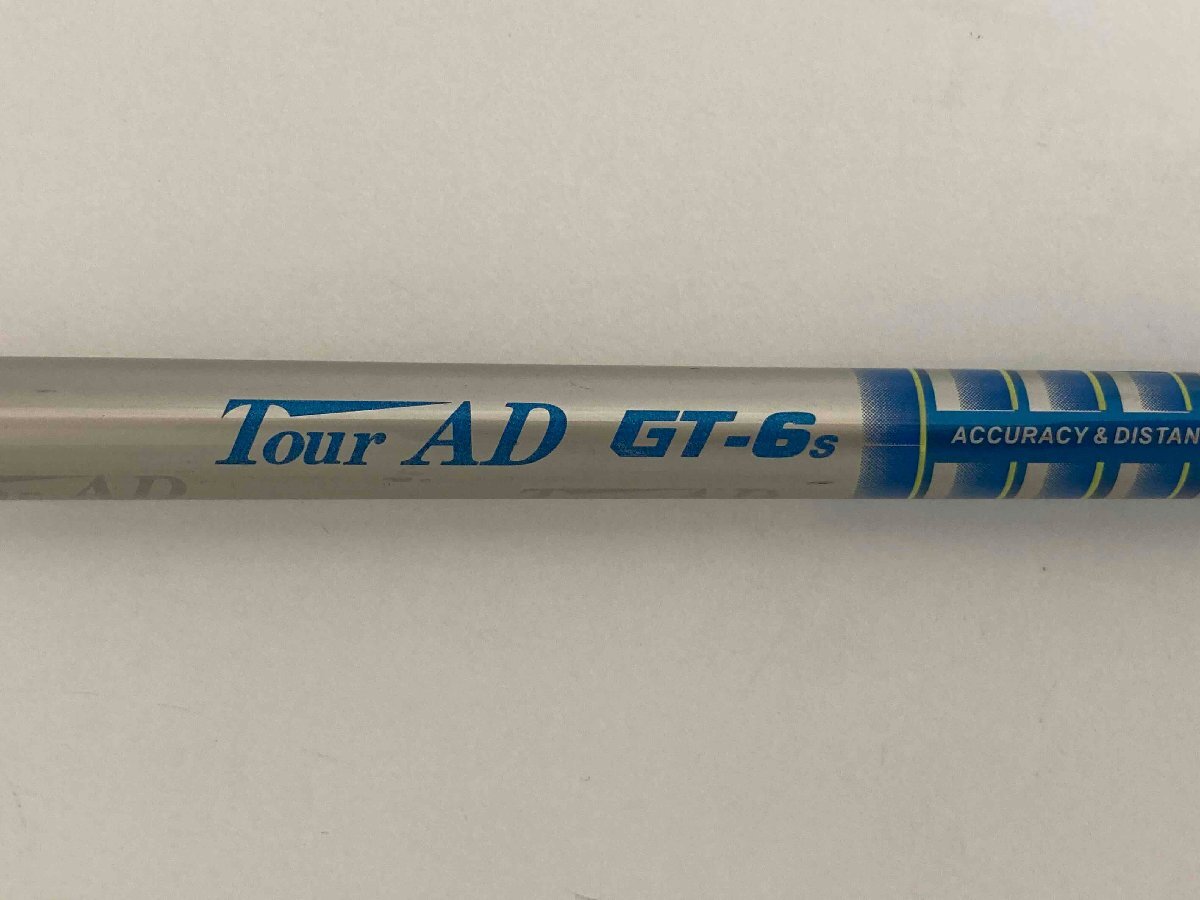 Tour AD GT-6s
ACCURACY & DISTAN